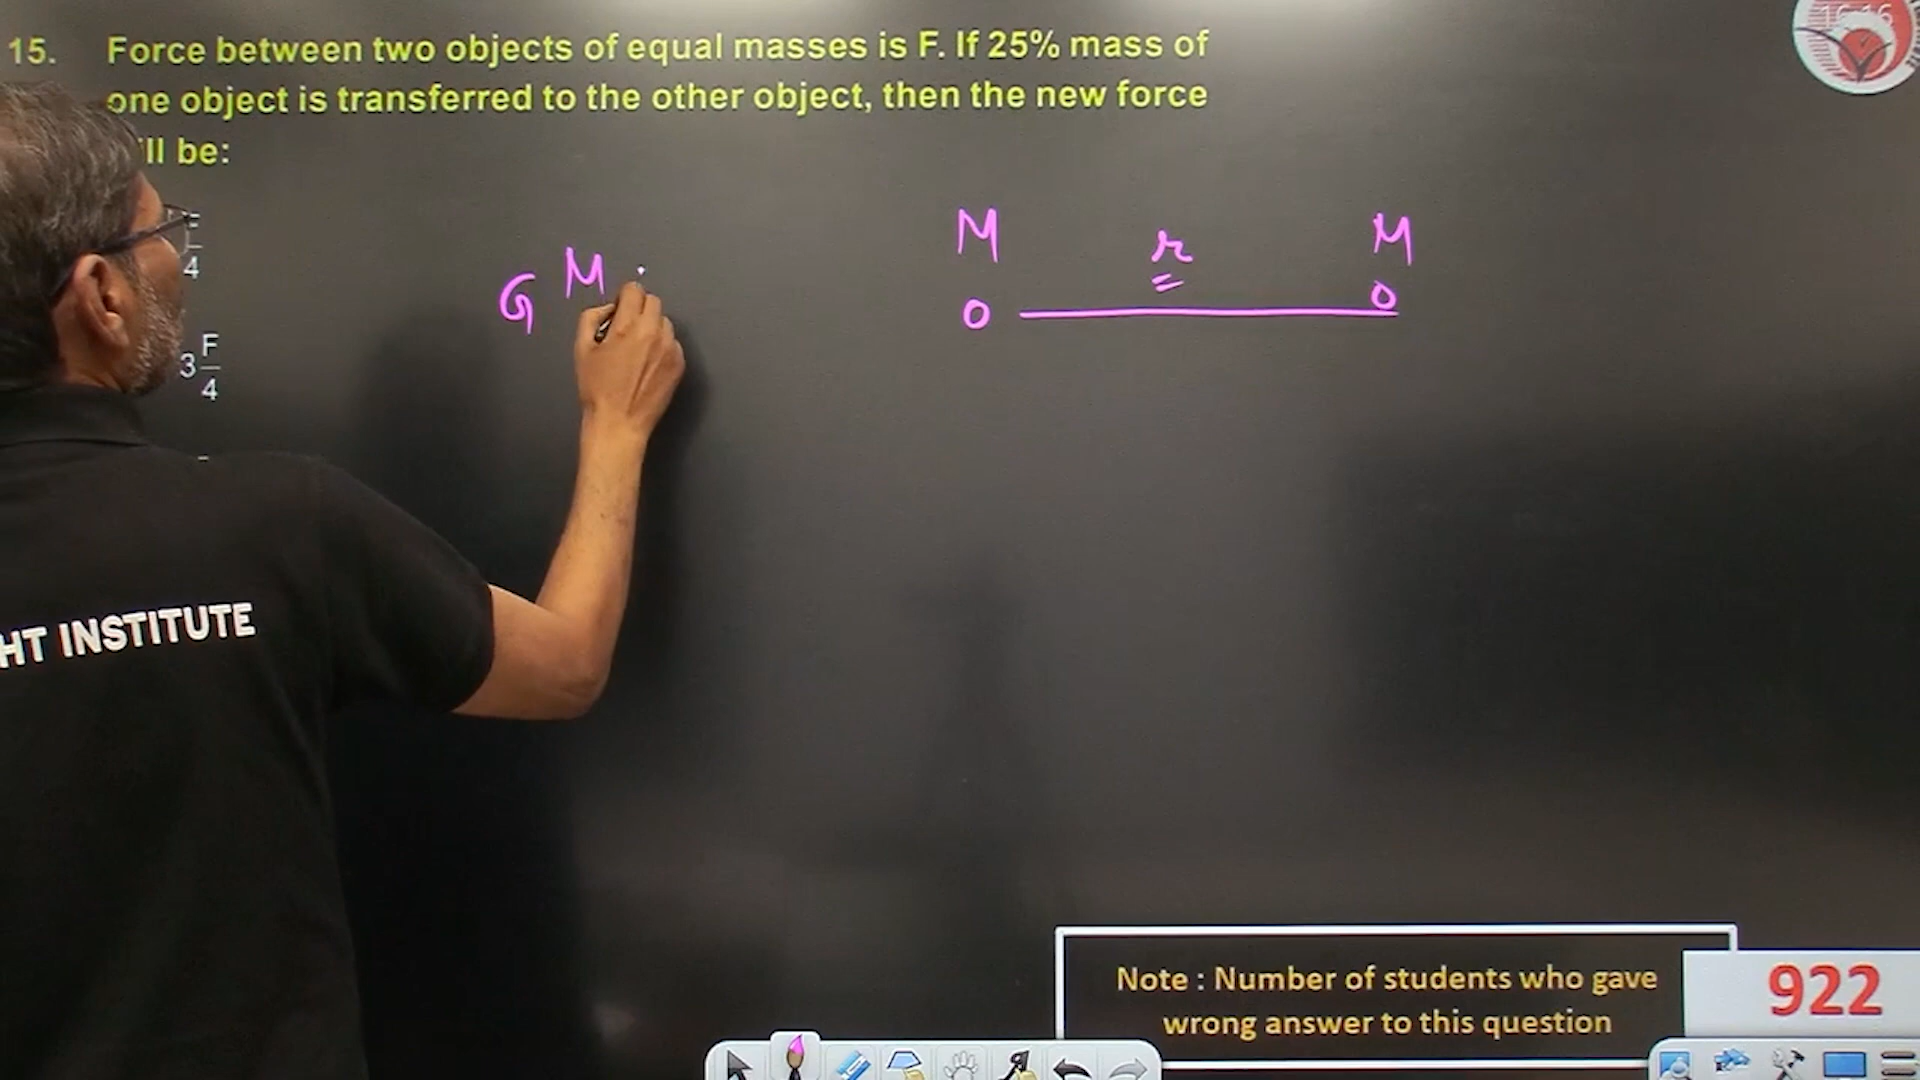 15. Force between two objects of equal masses is F. If 25% mass of
one object is transferred to the other object, then the new force
ill be:
4
3 F
4
M r M
G M
HT INSTITUTE
Note : Number of students who gave
wrong answer to this question
922